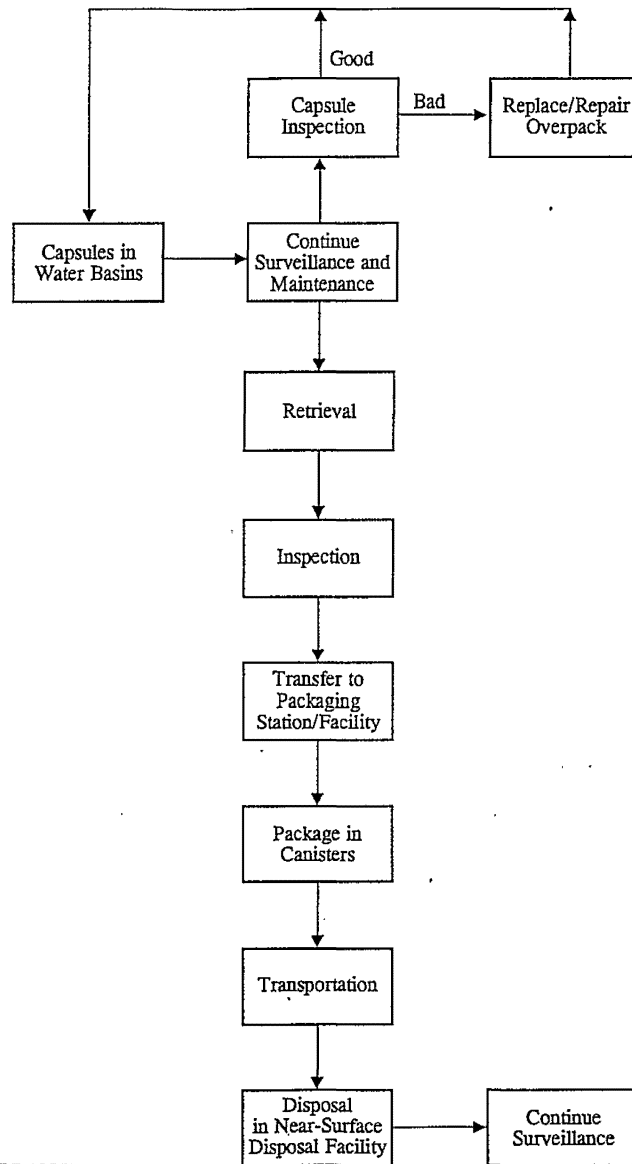 Good
Capsule
Inspection
Bad
Replace/Repair
Overpack
Capsules in
Water Basins
Continue
Surveillance and
Maintenance
Retrieval
Inspection
Transfer to
Packaging
Station/Facility
Package in
Canisters
Transportation
Disposal
in Near-Surface
Disposal Facility
Continue
Surveillance